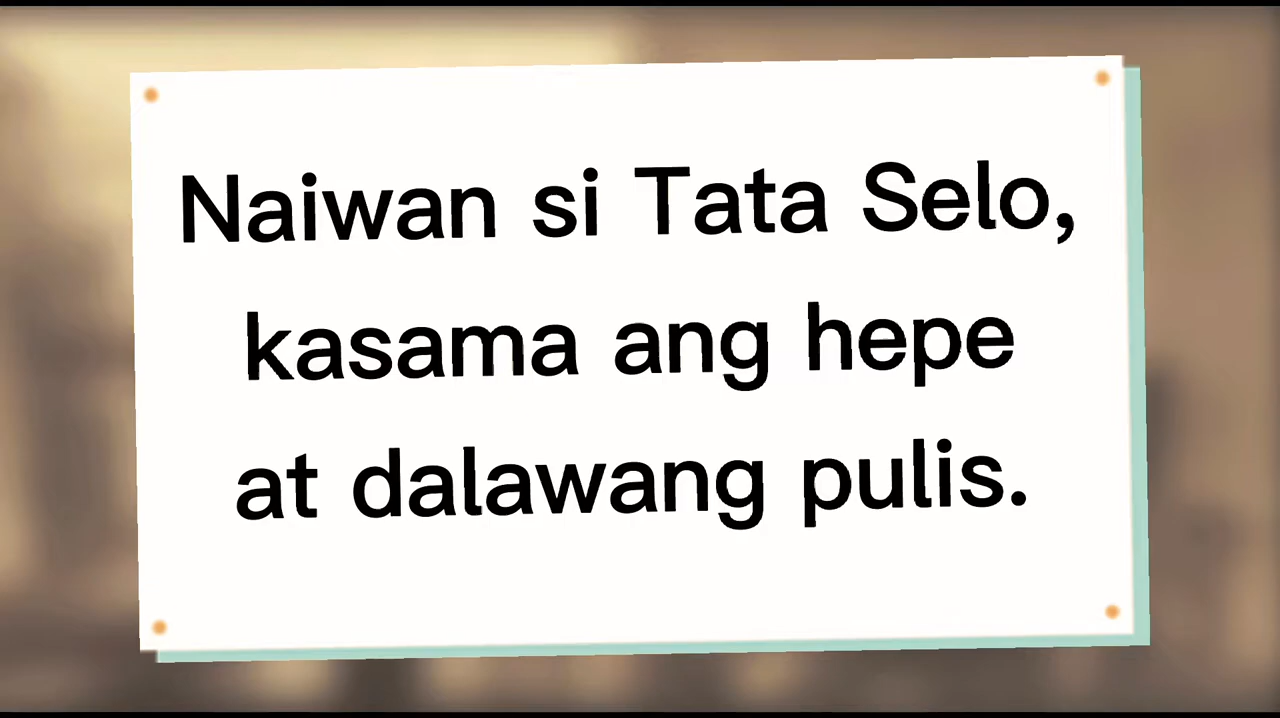 Naiwan si Tata Selo,
kasama ang hepe
at dalawang pulis.